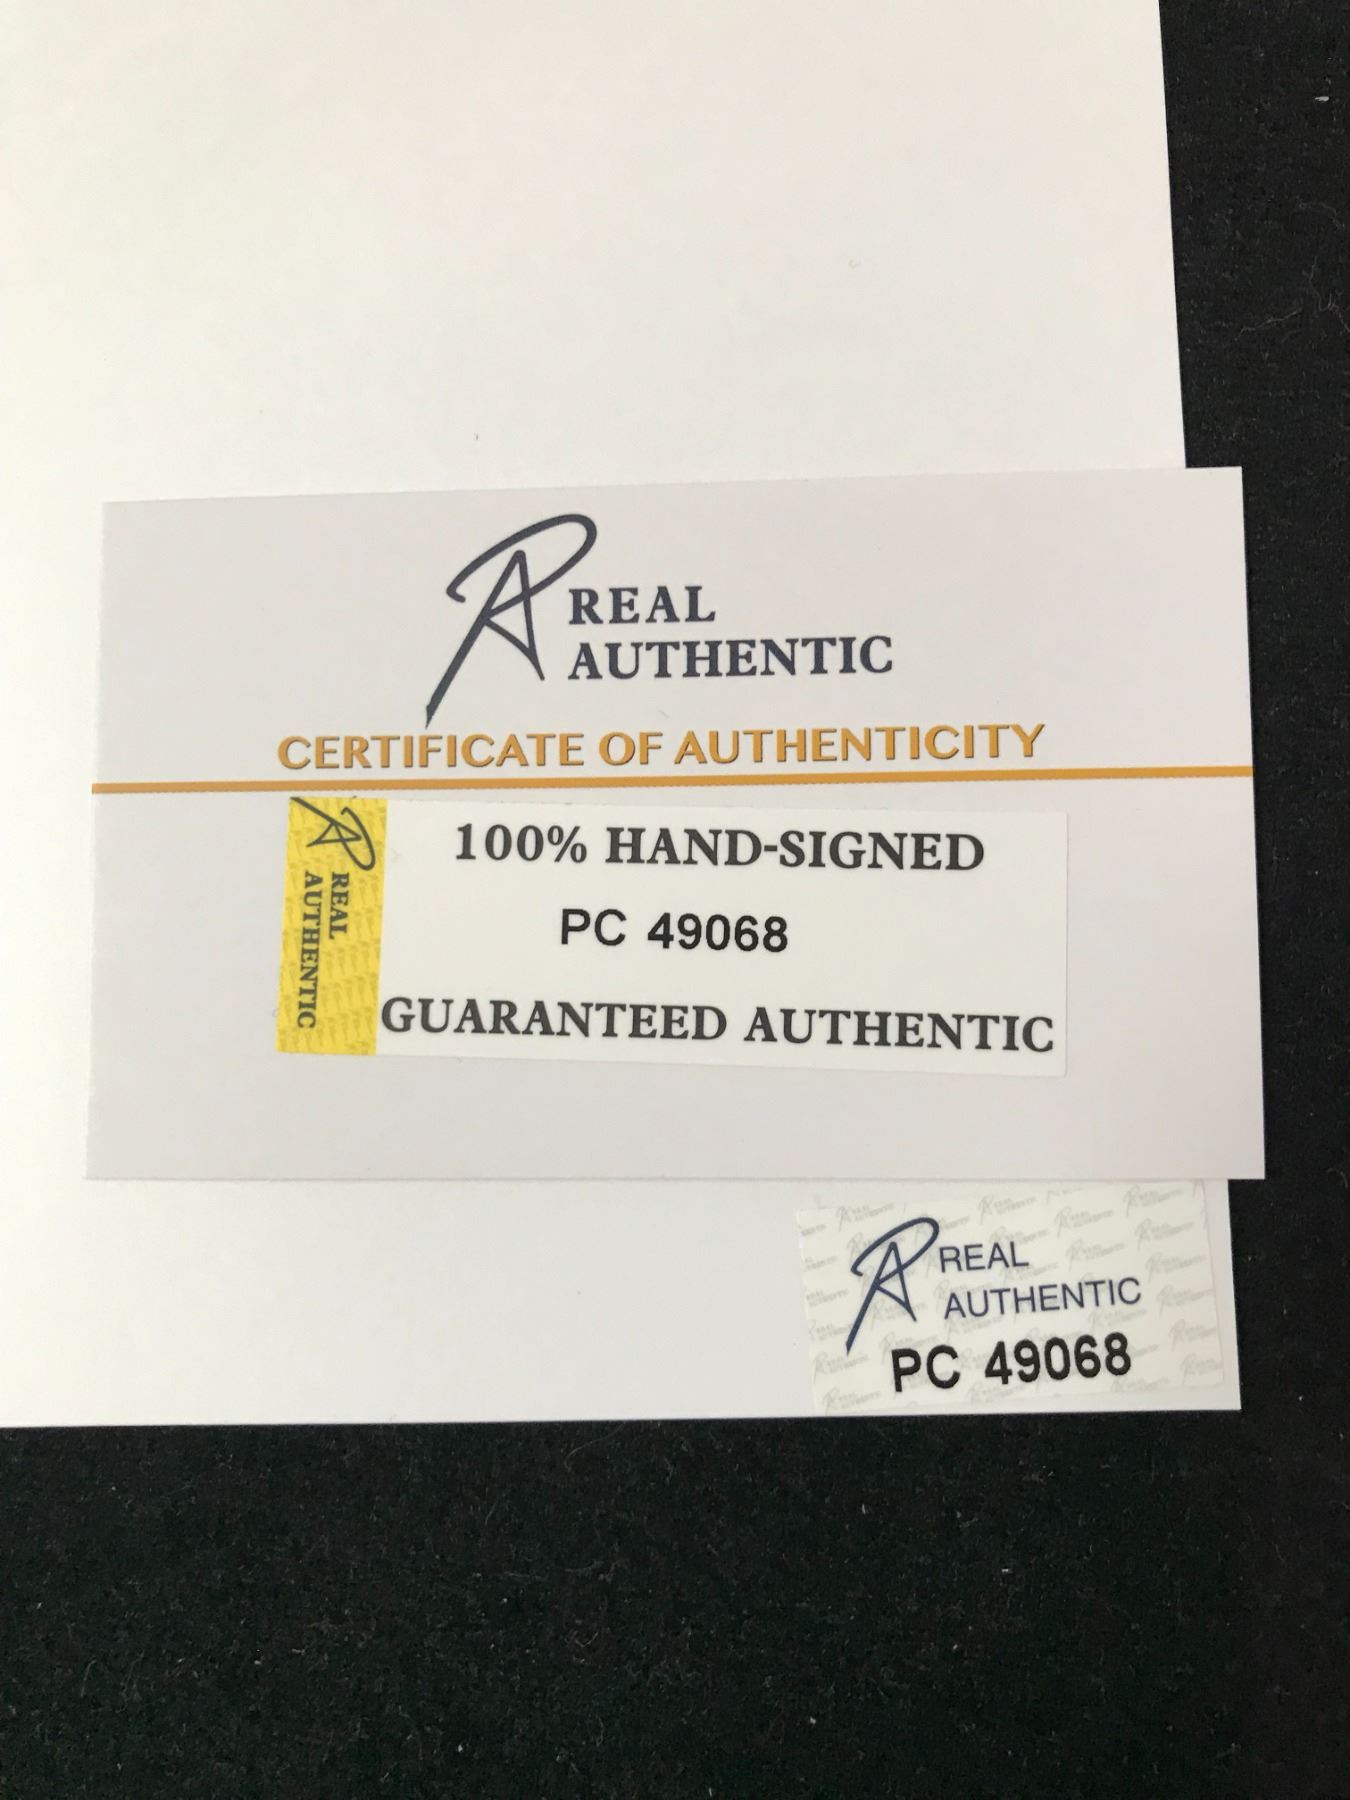 REAL
AUTHENTIC
CERTIFICATE OF AUTHENTICITY
REAL
AUTHENTIC
100% HAND-SIGNED
PC 49068
GUARANTEED AUTHENTIC
REAL
AUTHENTIC
PC 49068